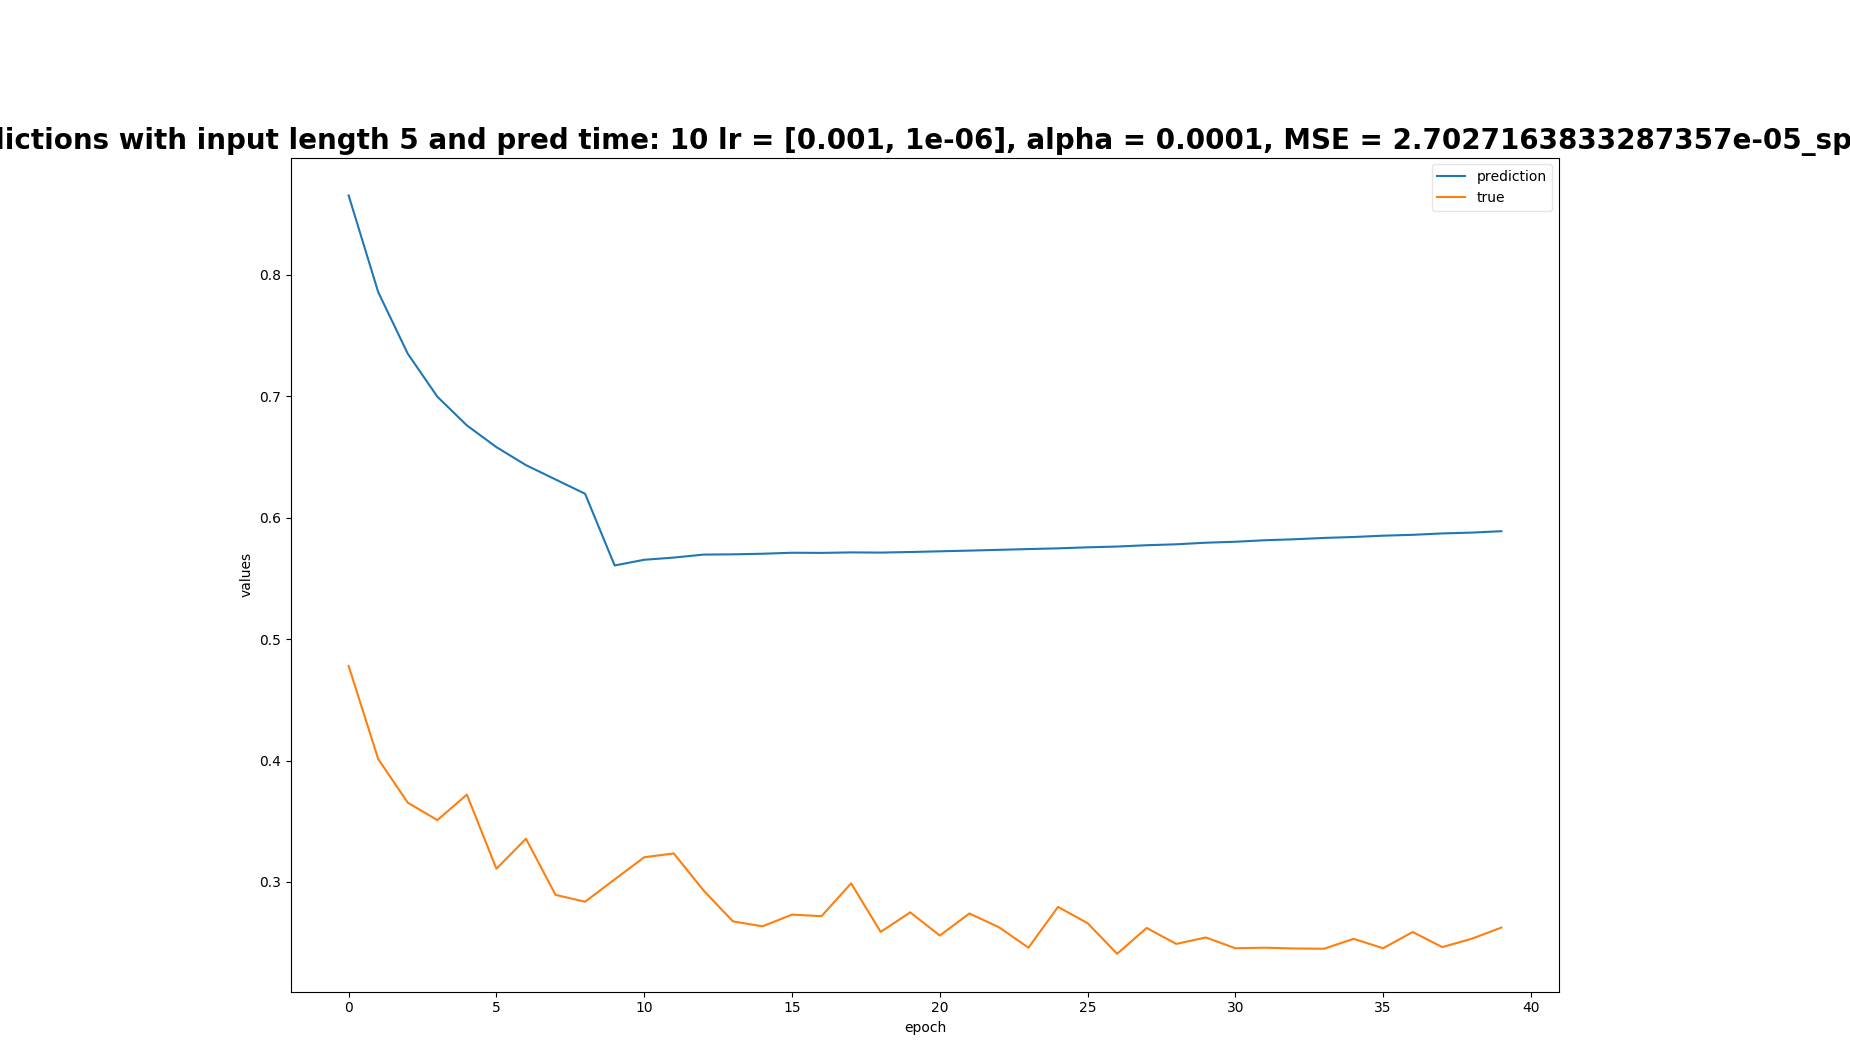 dictions with input length 5 and pred time: 10 lr = [0.001, 1e-06], alpha = 0.0001, MSE = 2.7027163833287357e-05_sp
prediction
true
0.8
0.7
0.6
0.5
0.4
0.3
values
0 5 10 15 20 25 30 35 40
epoch